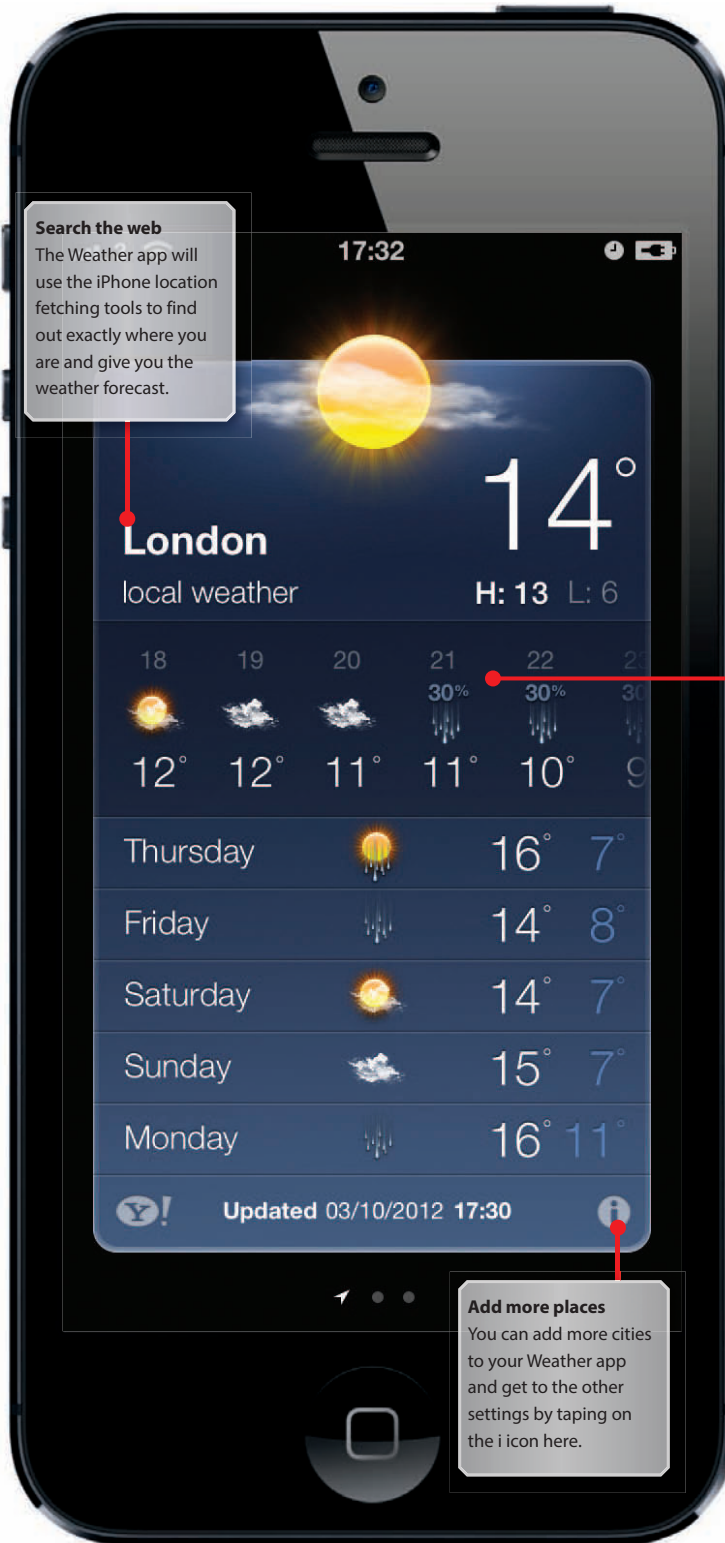 Search the web
The Weather app will
use the iPhone location
fetching tools to find
out exactly where you
are and give you the
weather forecast.
17:32
14°
London
local weather
H: 13 L: 6
18 19 20 21 22
30% 30%
12° 12° 11° 11° 10° 9
Thursday 16° 7°
Friday 14° 8°
Saturday 14° 7°
Sunday 15° 7°
Monday 16° 11°
Y! Updated 03/10/2012 17:30 i
Add more places
You can add more cities
to your Weather app
and get to the other
settings by taping on
the i icon here.